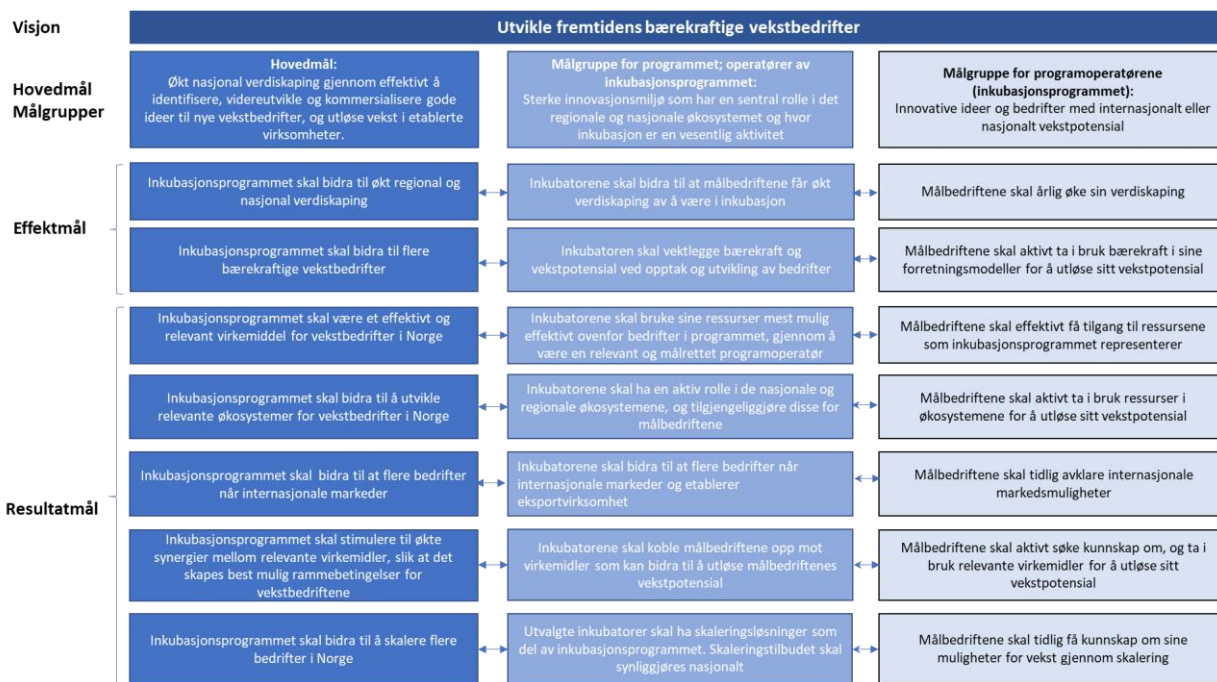 Visjon
Utvikle fremtidens bærekraftige vekstbedrifter
Hovedmål
Målgrupper
Hovedmål:
Økt nasjonal verdiskaping gjennom effektivt å
identifisere, videreutvikle og kommersialisere gode
ideer til nye vekstbedrifter, og utløse vekst i etablerte
virksomheter.
Målgruppe for programmet; operatører av
inkubasjonsprogrammet:
Sterke innovasjonsmiljø som har en sentral rolle i det
regionale og nasjonale økosystemet og hvor
inkubasjon er en vesentlig aktivitet
Målgruppe for programoperatørene
(inkubasjonsprogrammet):
Innovative ideer og bedrifter med internasjonalt eller
nasjonalt vekstpotensial
Effektmål
Inkubasjonsprogrammet skal bidra til økt regional og
nasjonal verdiskaping
Inkubatorene skal bidra til at målbedriftene får økt
verdiskaping av å være i inkubasjon
Målbedriftene skal årlig øke sin verdiskaping
Inkubasjonsprogrammet skal bidra til flere
bærekraftige vekstbedrifter
Inkubatoren skal vektlegge bærekraft og
vekstpotensial ved opptak og utvikling av bedrifter
Målbedriftene skal aktivt ta i bruk bærekraft i sine
forretningsmodeller for å utløse sitt vekstpotensial
Resultatmål
Inkubasjonsprogrammet skal være et effektivt og
relevant virkemiddel for vekstbedrifter i Norge
Inkubatorene skal bruke sine ressurser mest mulig
effektivt ovenfor bedrifter i programmet, gjennom å
være en relevant og målrettet programoperatør
Målbedriftene skal effektivt få tilgang til ressursene
som inkubasjonsprogrammet representerer
Inkubasjonsprogrammet skal bidra til å utvikle
relevante økosystemer for vekstbedrifter i Norge
Inkubatorene skal ha en aktiv rolle i de nasjonale og
regionale økosystemene, og tilgjengeliggjøre disse for
målbedriftene
Målbedriftene skal aktivt ta i bruk ressurser i
økosystemene for å utløse sitt vekstpotensial
Inkubasjonsprogrammet skal bidra til at flere bedrifter
når internasjonale markeder
Inkubatorene skal bidra til at flere bedrifter når
internasjonale markeder og etablerer
eksportvirksomhet
Målbedriftene skal tidlig avklare internasjonale
markedsmuligheter
Inkubasjonsprogrammet skal stimulere til økte
synergier mellom relevante virkemidler, slik at det
skapes best mulig rammebetingelser for
vekstbedriftene
Inkubatorene skal koble målbedriftene opp mot
virkemidler som kan bidra til å utløse målbedriftenes
vekstpotensial
Målbedriftene skal aktivt søke kunnskap om, og ta i
bruk relevante virkemidler for å utløse sitt
vekstpotensial
Inkubasjonsprogrammet skal bidra til å skalere flere
bedrifter i Norge
Utvalgte inkubatorer skal ha skaleringsløsninger som
del av inkubasjonsprogrammet. Skaleringstilbudet skal
synliggjøres nasjonalt
Målbedriftene skal tidlig få kunnskap om sine
muligheter for vekst gjennom skalering